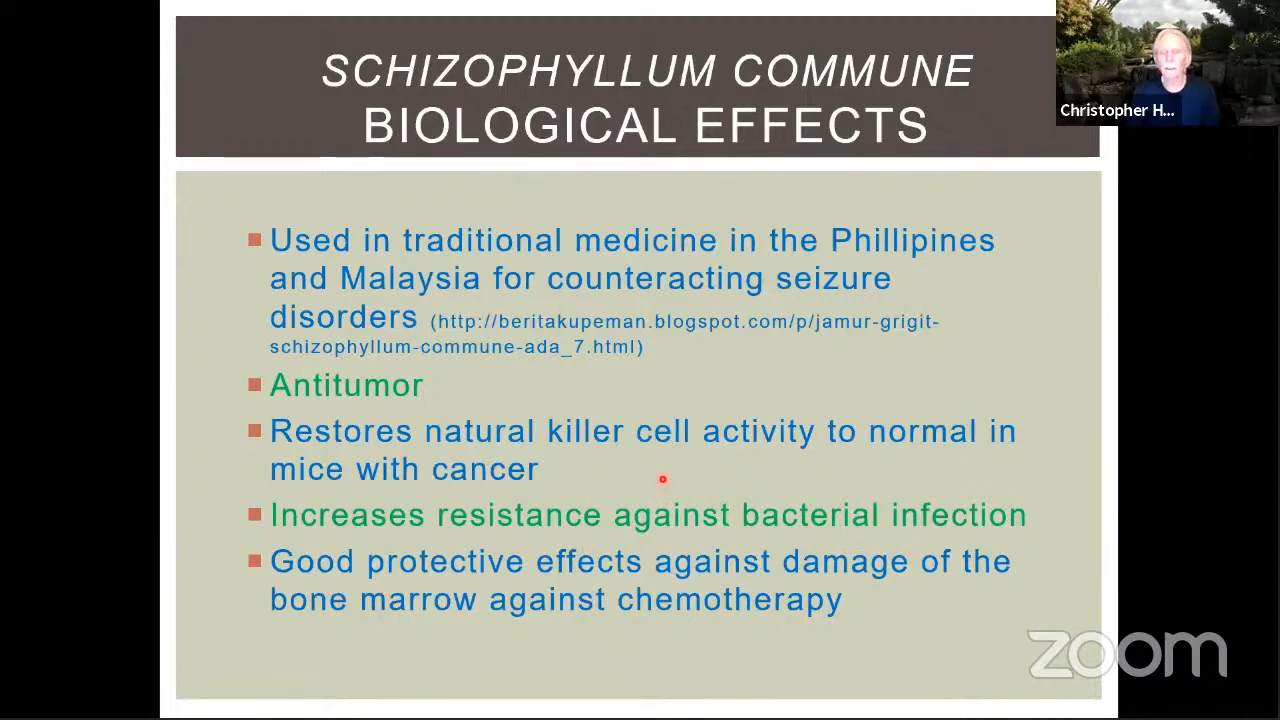 SCHIZOPHYLLUM COMMUNE
BIOLOGICAL EFFECTS
Christopher H...
Used in traditional medicine in the Phillipines
and Malaysia for counteracting seizure
disorders (http://beritakupeman.blogspot.com/p/jamur-grigit-
schizophyllum-commune-ada_7.html)
Antitumor
Restores natural killer cell activity to normal in
mice with cancer
Increases resistance against bacterial infection
Good protective effects against damage of the
bone marrow against chemotherapy
zoom